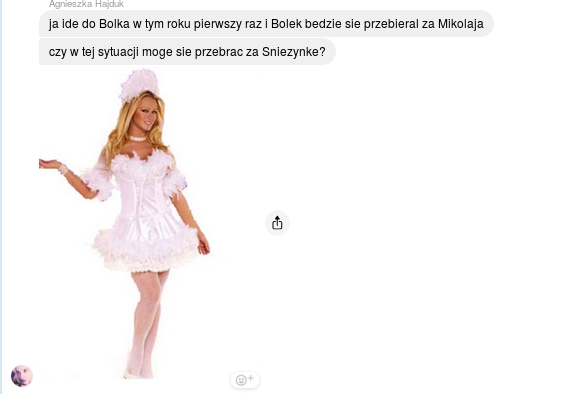 Agnieszka Hajduk
ja ide do Bolka w tym roku pierwszy raz i Bolek bedzie sie przebieral za Mikolaja
czy w tej sytuacji moge sie przebrac za Sniezynke?